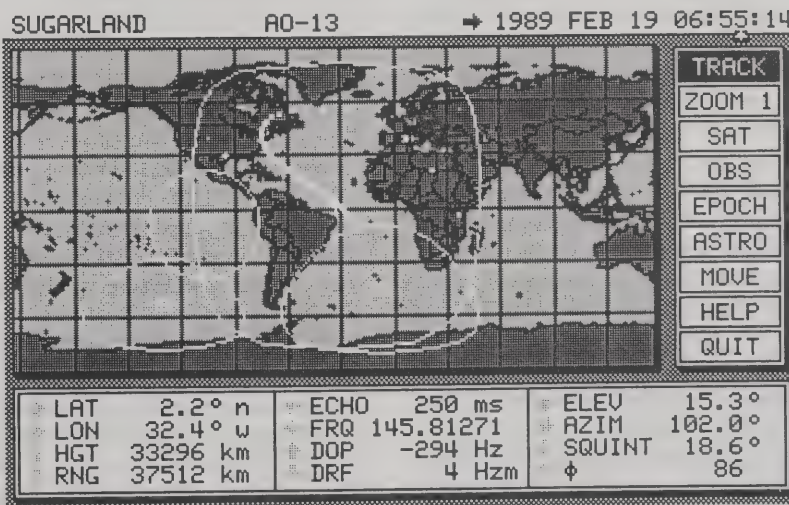 SUGARLAND AO-13 ➡ 1989 FEB 19 06:55:14
TRACK
ZOOM 1
SAT
OBS
EPOCH
ASTRO
MOVE
HELP
QUIT
LAT 2.2° n
LON 32.4° w
HGT 33296 km
RNG 37512 km
ECHO 250 ms
FRQ 145.81271
DOP -294 Hz
DRF 4 Hzm
ELEV 15.3°
AZIM 102.0°
SQUINT 18.6°
ϕ 86